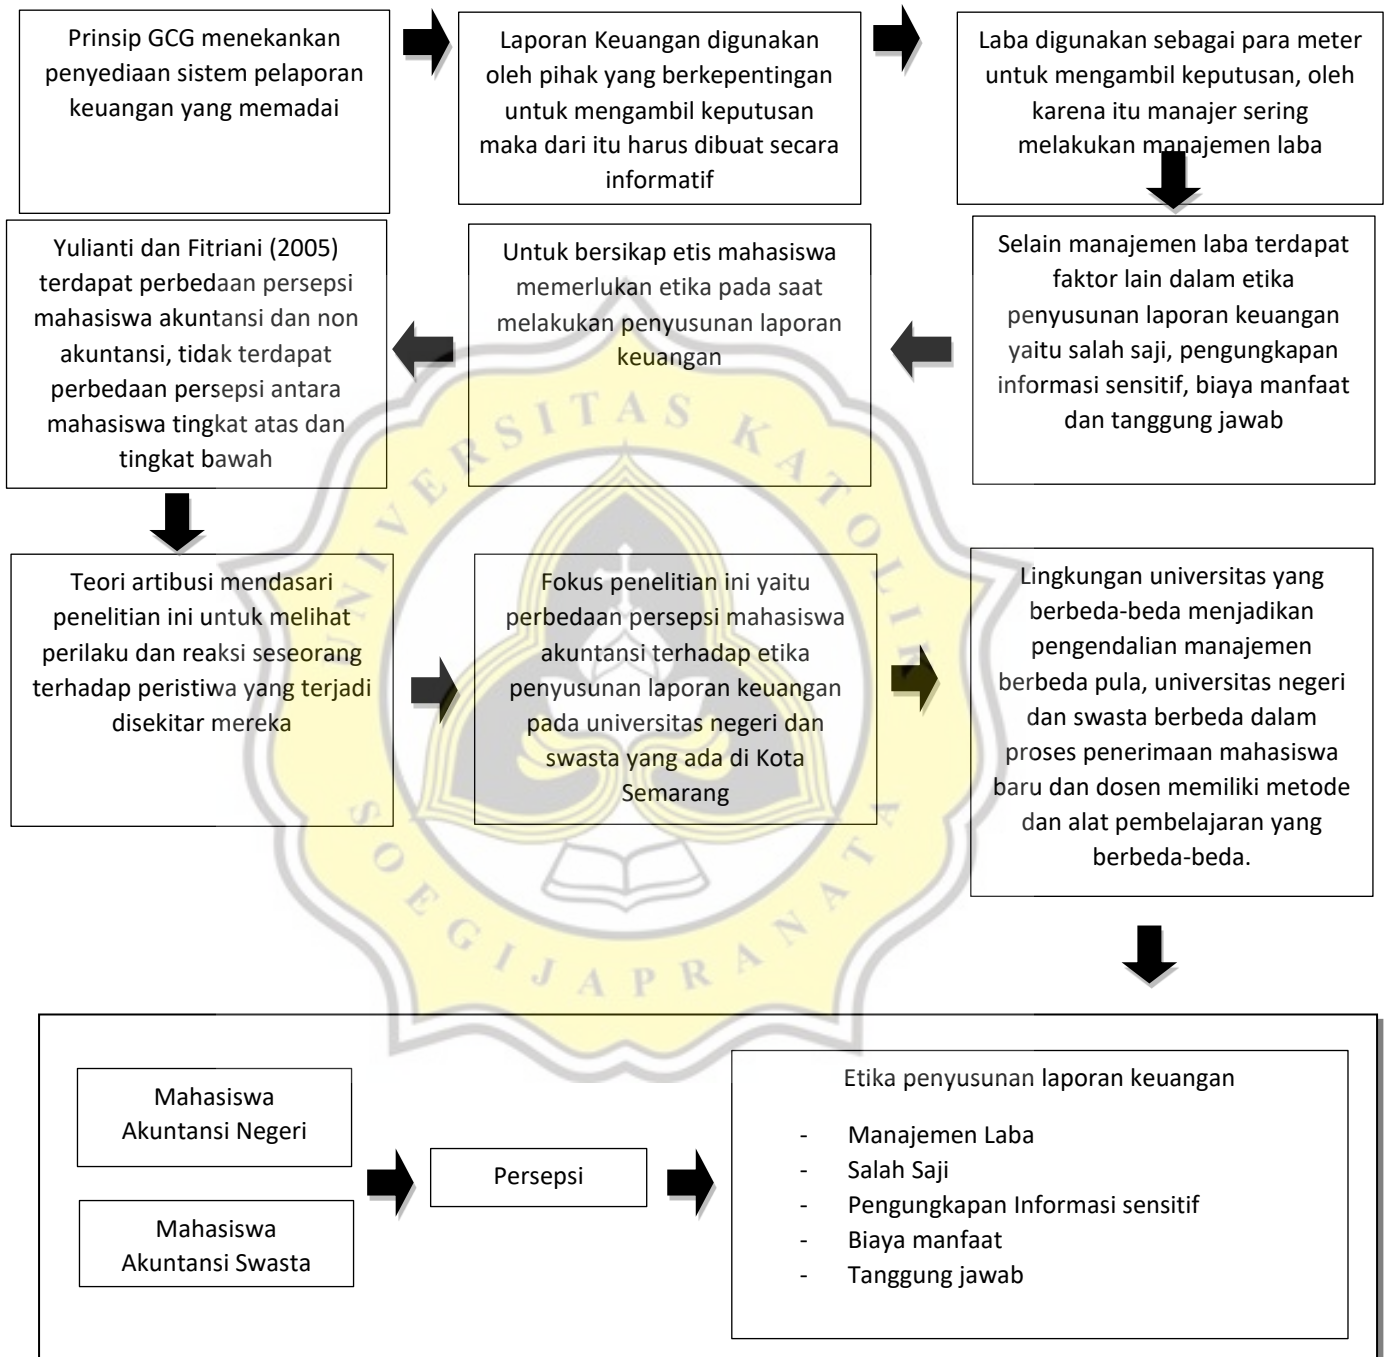 Prinsip GCG menekankan
penyediaan sistem pelaporan
keuangan yang memadai
Laporan Keuangan digunakan
oleh pihak yang berkepentingan
untuk mengambil keputusan
maka dari itu harus dibuat secara
informatif
Laba digunakan sebagai para meter
untuk mengambil keputusan, oleh
karena itu manajer sering
melakukan manajemen laba
Selain manajemen laba terdapat
faktor lain dalam etika
penyusunan laporan keuangan
yaitu salah saji, pengungkapan
informasi sensitif, biaya manfaat
dan tanggung jawab
Untuk bersikap etis mahasiswa
memerlukan etika pada saat
melakukan penyusunan laporan
keuangan
Yulianti dan Fitriani (2005)
terdapat perbedaan persepsi
mahasiswa akuntansi dan non
akuntansi, tidak terdapat
perbedaan persepsi antara
mahasiswa tingkat atas dan
tingkat bawah
Teori artibusi mendasari
penelitian ini untuk melihat
perilaku dan reaksi seseorang
terhadap peristiwa yang terjadi
disekitar mereka
Fokus penelitian ini yaitu
perbedaan persepsi mahasiswa
akuntansi terhadap etika
penyusunan laporan keuangan
pada universitas negeri dan
swasta yang ada di Kota
Semarang
Lingkungan universitas yang
berbeda-beda menjadikan
pengendalian manajemen
berbeda pula, universitas negeri
dan swasta berbeda dalam
proses penerimaan mahasiswa
baru dan dosen memiliki metode
dan alat pembelajaran yang
berbeda-beda.
UNIVERSITAS KATOLIK
SOEGIJAPRANATA
Mahasiswa
Akuntansi Negeri
Mahasiswa
Akuntansi Swasta
Persepsi
Etika penyusunan laporan keuangan
- Manajemen Laba
- Salah Saji
- Pengungkapan Informasi sensitif
- Biaya manfaat
- Tanggung jawab